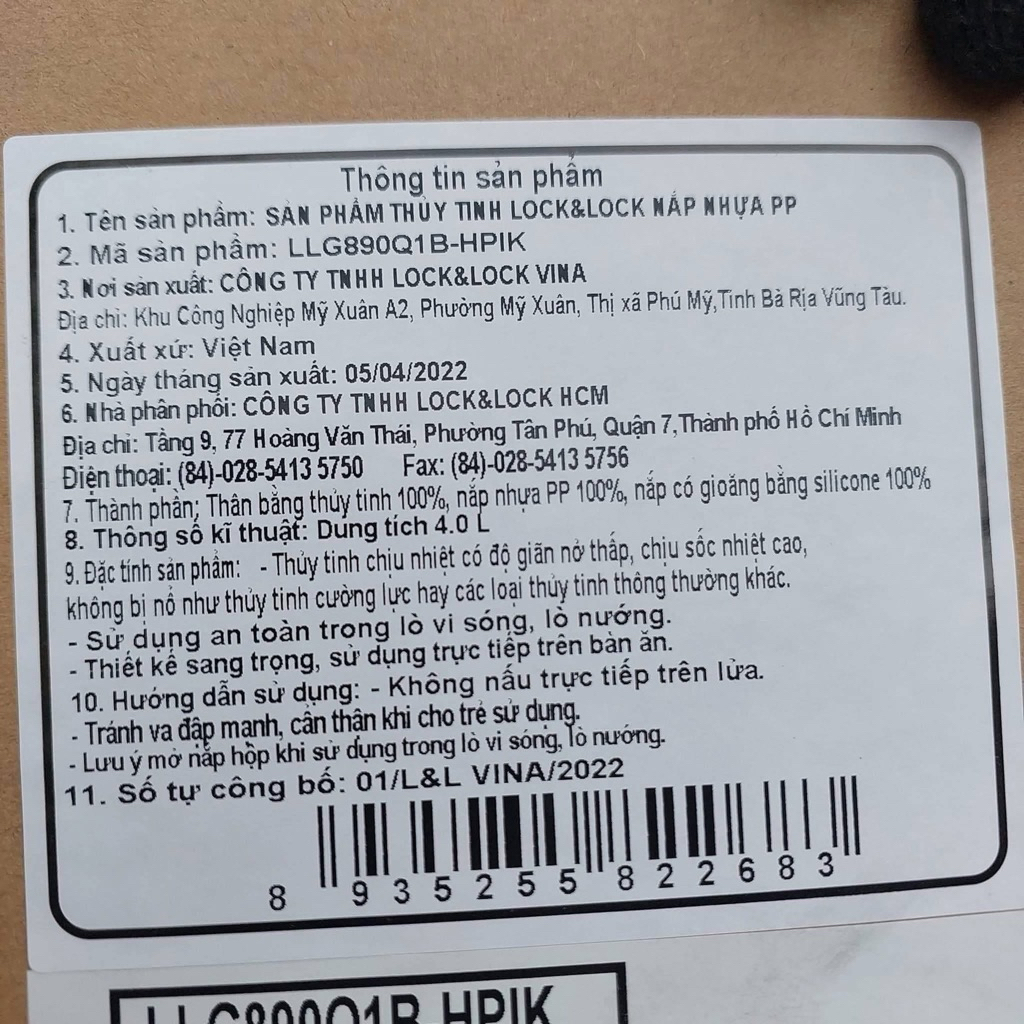 Thông tin sản phẩm
1. Tên sản phẩm: SẢN PHẨM THỦY TINH LOCK&LOCK NẮP NHỰA PP
2. Mã sản phẩm: LLG890Q1B-HPIK
3. Nơi sản xuất: CÔNG TY TNHH LOCK&LOCK VINA
Địa chỉ: Khu Công Nghiệp Mỹ Xuân A2, Phường Mỹ Xuân, Thị xã Phú Mỹ,Tỉnh Bà Rịa Vũng Tàu.
4. Xuất xứ: Việt Nam
5. Ngày tháng sản xuất: 05/04/2022
6. Nhà phân phối: CÔNG TY TNHH LOCK&LOCK HCM
Địa chỉ: Tầng 9, 77 Hoàng Văn Thái, Phường Tân Phú, Quận 7,Thành phố Hồ Chí Minh
Điện thoại: (84)-028-5413 5750 Fax: (84)-028-5413 5756
7. Thành phần; Thân bằng thủy tinh 100%, nắp nhựa PP 100%, nắp có gioăng bằng silicone 100%
8. Thông số kĩ thuật: Dung tích 4.0 L
9. Đặc tính sản phẩm: - Thủy tinh chịu nhiệt có độ giãn nở thấp, chịu sốc nhiệt cao,
không bị nổ như thủy tinh cường lực hay các loại thủy tinh thông thường khác.
- Sử dụng an toàn trong lò vi sóng, lò nướng.
- Thiết kế sang trọng, sử dụng trực tiếp trên bàn ăn.
10. Hướng dẫn sử dụng: - Không nấu trực tiếp trên lửa.
- Tránh va đập mạnh, cẩn thận khi cho trẻ sử dụng.
- Lưu ý mở nắp hộp khi sử dụng trong lò vi sóng, lò nướng.
11. Số tự công bố: 01/L&L VINA/2022
8 935255 822683
LLG890Q1B-HPIK